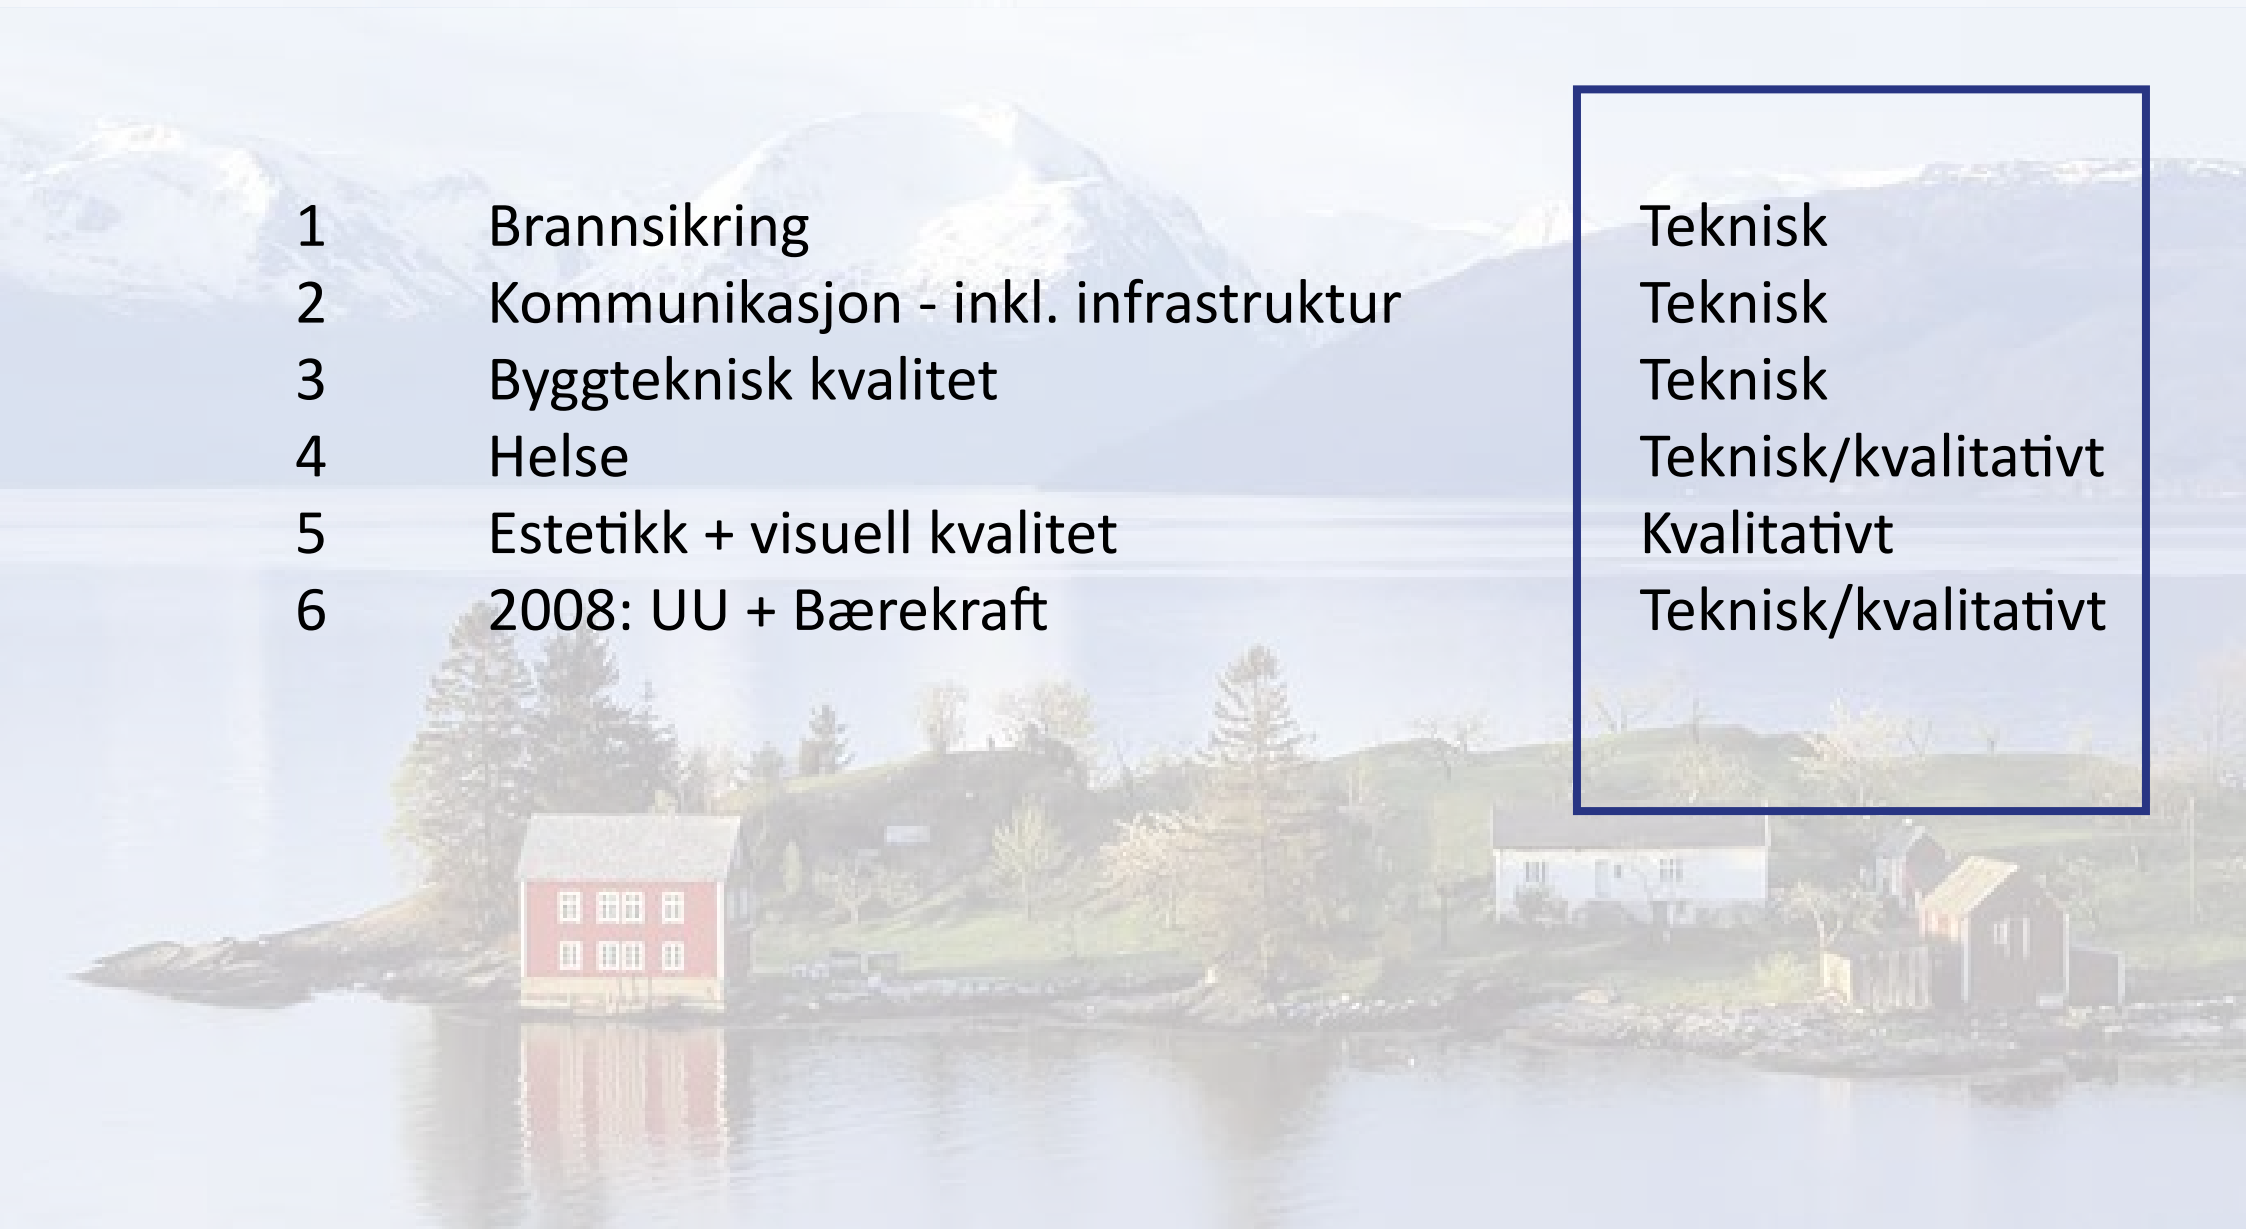 1 Brannsikring Teknisk
2 Kommunikasjon - inkl. infrastruktur Teknisk
3 Byggteknisk kvalitet Teknisk
4 Helse Teknisk/kvalitativt
5 Estetikk + visuell kvalitet Kvalitativt
6 2008: UU + Bærekraft Teknisk/kvalitativt